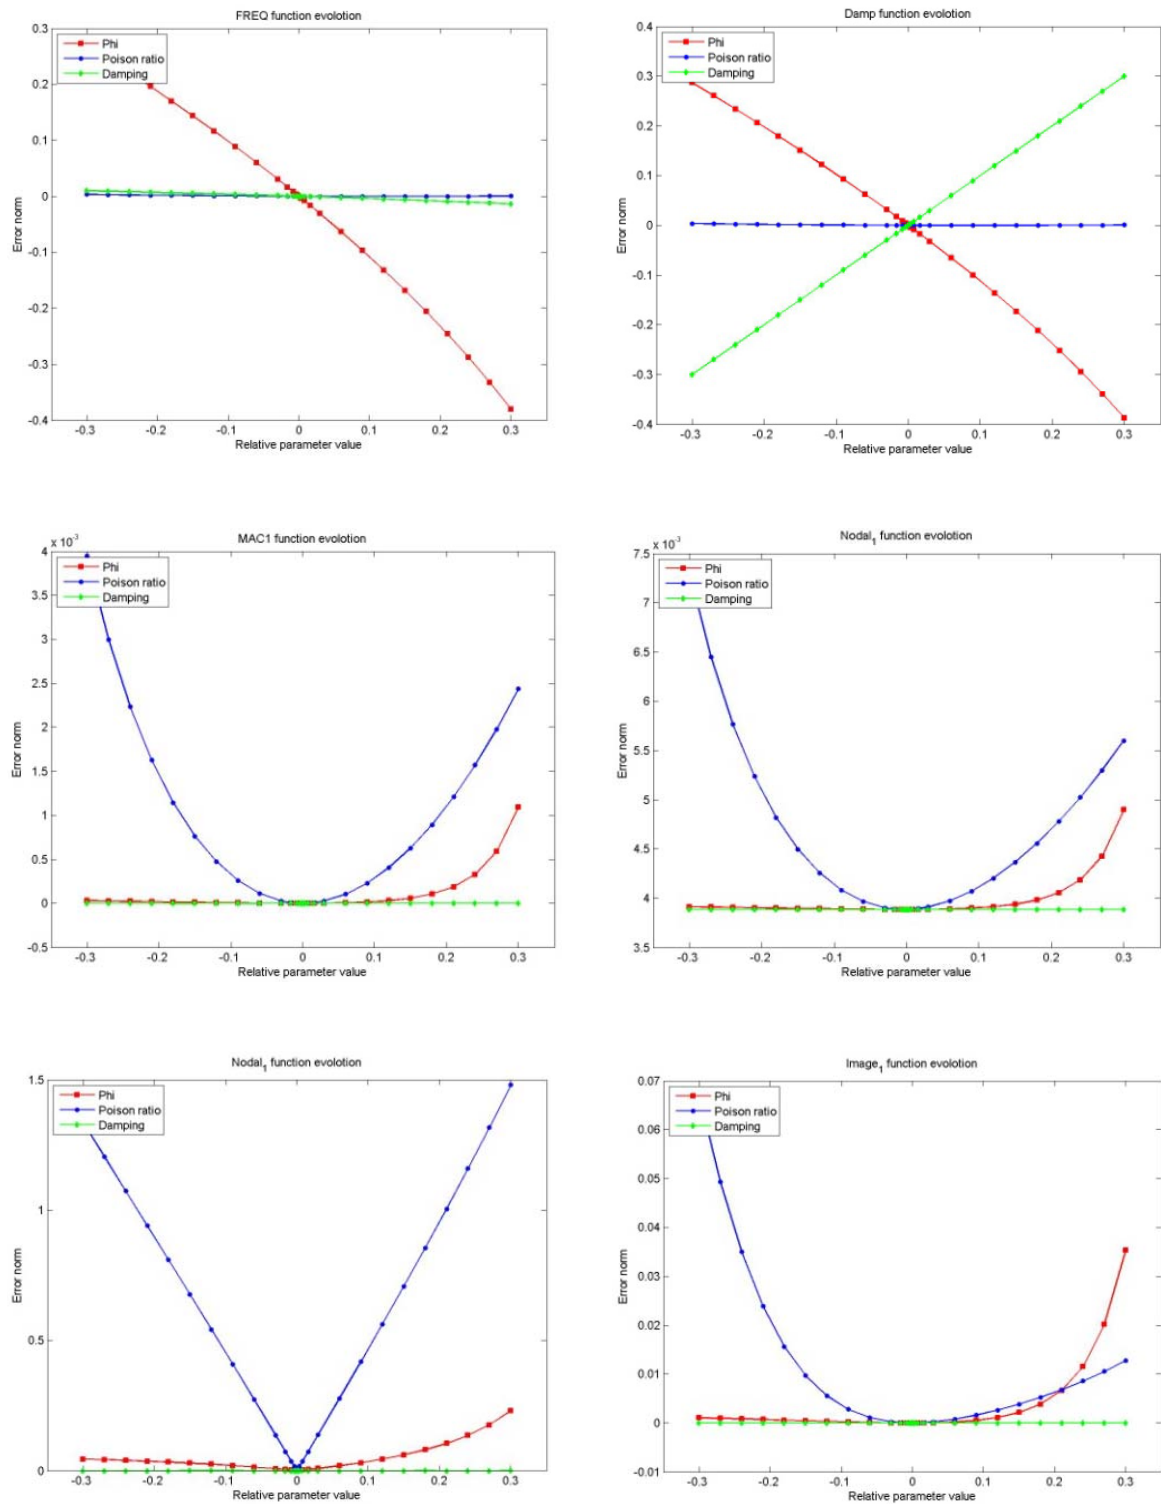 FREQ function evolotion
0.3
0.2
0.1
0
-0.1
-0.2
-0.3
-0.4
Error norm
Phi
Poison ratio
Damping
-0.3 -0.2 -0.1 0 0.1 0.2 0.3
Relative parameter value
Damp function evolotion
0.4
0.3
0.2
0.1
0
-0.1
-0.2
-0.3
-0.4
Error norm
Phi
Poison ratio
Damping
-0.3 -0.2 -0.1 0 0.1 0.2 0.3
Relative parameter value
MAC1 function evolotion
x 10-3
4
3.5
3
2.5
2
1.5
1
0.5
0
-0.5
Error norm
Phi
Poison ratio
Damping
-0.3 -0.2 -0.1 0 0.1 0.2 0.3
Relative parameter value
Nodal1 function evolotion
x 10-3
7.5
7
6.5
6
5.5
5
4.5
4
3.5
Error norm
Phi
Poison ratio
Damping
-0.3 -0.2 -0.1 0 0.1 0.2 0.3
Relative parameter value
Nodal1 function evolotion
1.5
1
0.5
0
Error norm
Phi
Poison ratio
Damping
-0.3 -0.2 -0.1 0 0.1 0.2 0.3
Relative parameter value
Image1 function evolotion
0.07
0.06
0.05
0.04
0.03
0.02
0.01
0
-0.01
Error norm
Phi
Poison ratio
Damping
-0.3 -0.2 -0.1 0 0.1 0.2 0.3
Relative parameter value